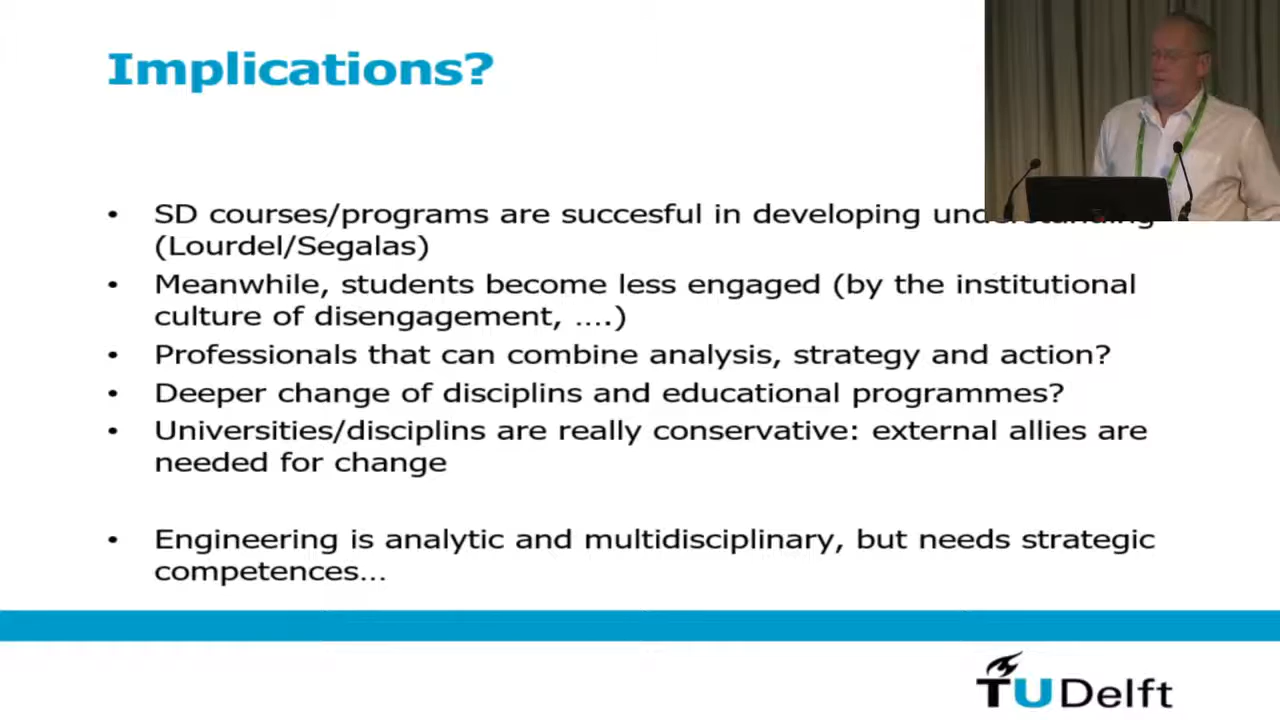 Implications?
• SD courses/programs are succesful in developing understanding
(Lourdel/Segalas)
• Meanwhile, students become less engaged (by the institutional
culture of disengagement, ....)
• Professionals that can combine analysis, strategy and action?
• Deeper change of disciplins and educational programmes?
• Universities/disciplins are really conservative: external allies are
needed for change
• Engineering is analytic and multidisciplinary, but needs strategic
competences...
TUDelft